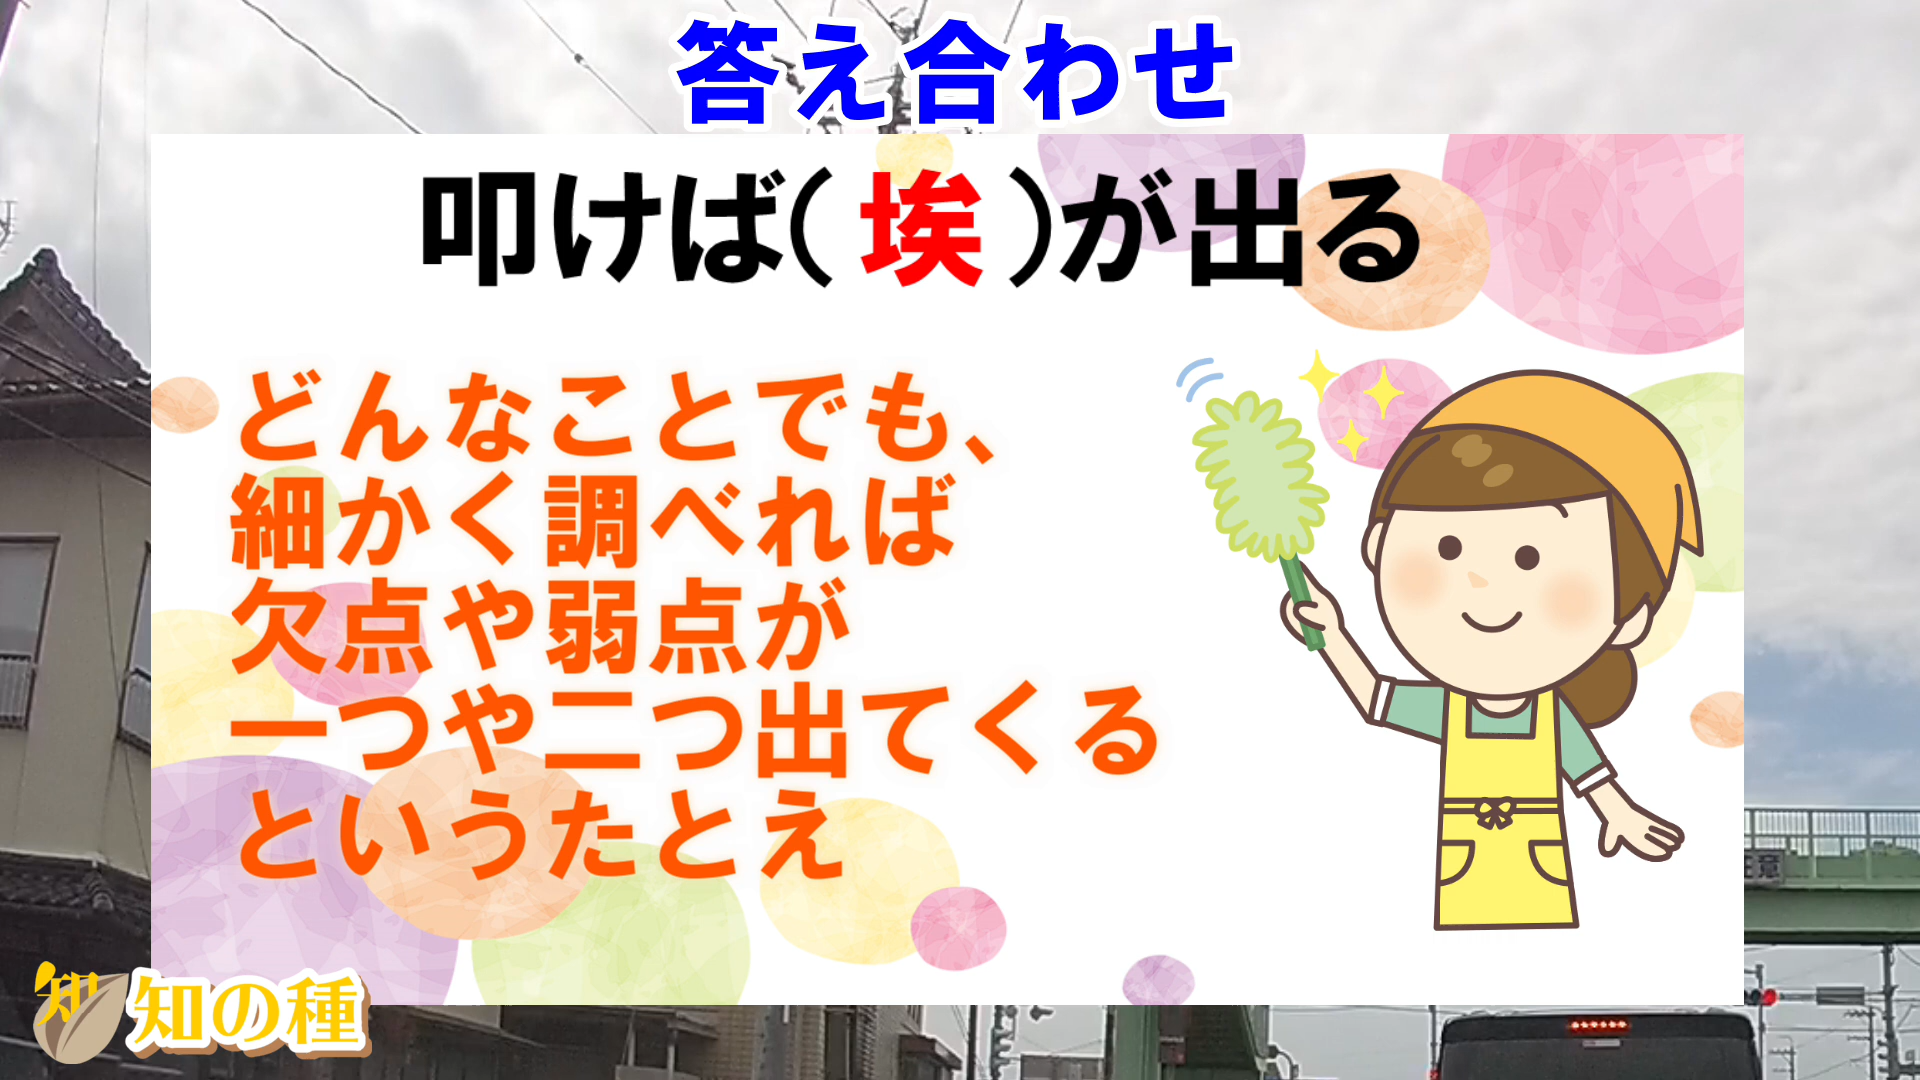 答え合わせ
叩けば(埃)が出る
どんなことでも、
細かく調べれば
欠点や弱点が
一つや二つ出てくる
というたとえ
知
知の種
意